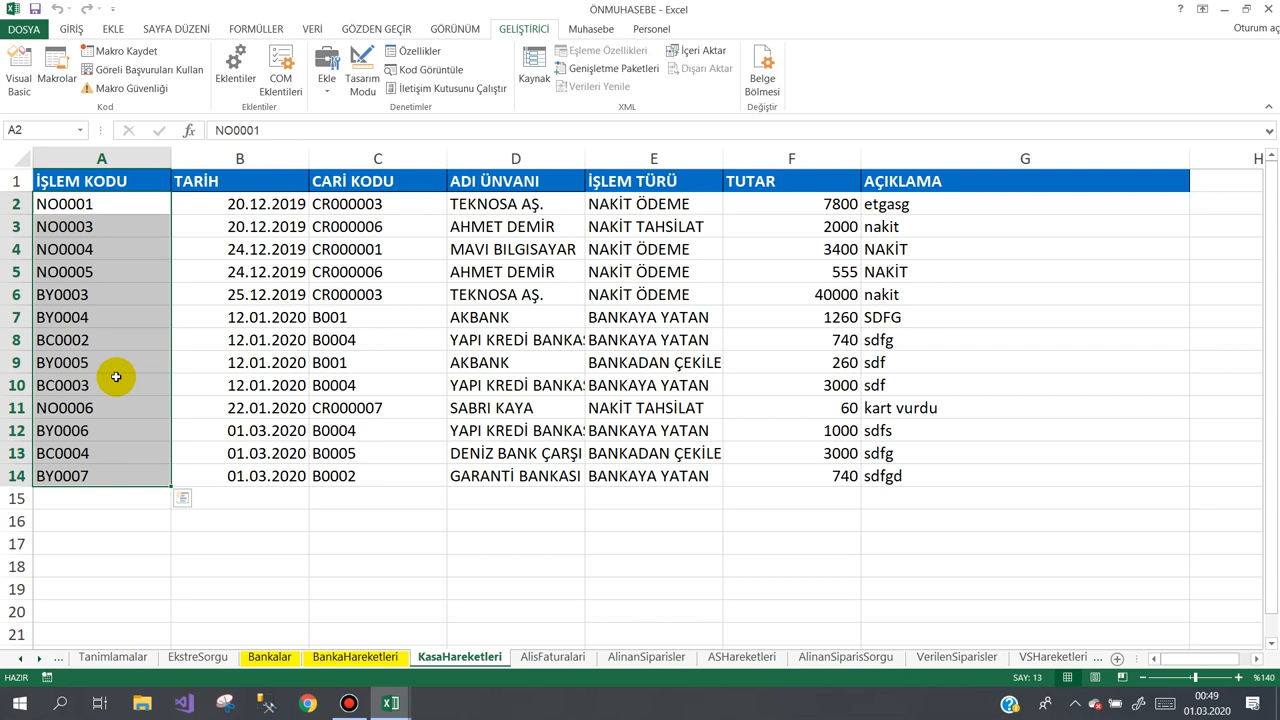 ÖNMUHASEBE - Excel
DOSYA GİRİŞ EKLE SAYFA DÜZENİ FORMÜLLER VERİ GÖZDEN GEÇİR GÖRÜNÜM GELİŞTİRİCİ Muhasebe Personel Oturum aç
Visual Basic
Makrolar
Makro Kaydet
Göreli Başvuruları Kullan
Makro Güvenliği
Kod
Eklentiler
COM Eklentileri
Eklentiler
Ekle
Tasarım Modu
Özellikler
Kod Görüntüle
İletişim Kutusunu Çalıştır
Denetimler
Kaynak
Eşleme Özellikleri
Genişletme Paketleri
Verileri Yenile
İçeri Aktar
Dışarı Aktar
XML
Belge Bölmesi
Değiştir
A2 fx NO0001
A B C D E F G H
1 İŞLEM KODU TARİH CARİ KODU ADI ÜNVANI İŞLEM TÜRÜ TUTAR AÇIKLAMA
2 NO0001 20.12.2019 CR000003 TEKNOSA AŞ. NAKİT ÖDEME 7800 etgasg
3 NO0003 20.12.2019 CR000006 AHMET DEMİR NAKİT TAHSİLAT 2000 nakit
4 NO0004 24.12.2019 CR000001 MAVI BILGISAYAR NAKİT ÖDEME 3400 NAKİT
5 NO0005 24.12.2019 CR000006 AHMET DEMİR NAKİT ÖDEME 555 NAKİT
6 BY0003 25.12.2019 CR000003 TEKNOSA AŞ. NAKİT ÖDEME 40000 nakit
7 BY0004 12.01.2020 B001 AKBANK BANKAYA YATAN 1260 SDFG
8 BC0002 12.01.2020 B0004 YAPI KREDİ BANKAS BANKAYA YATAN 740 sdfg
9 BY0005 12.01.2020 B001 AKBANK BANKADAN ÇEKİLE 260 sdf
10 BC0003 12.01.2020 B0004 YAPI KREDİ BANKAS BANKAYA YATAN 3000 sdf
11 NO0006 22.01.2020 CR000007 SABRI KAYA NAKİT TAHSİLAT 60 kart vurdu
12 BY0006 01.03.2020 B0004 YAPI KREDİ BANKAS BANKAYA YATAN 1000 sdfs
13 BC0004 01.03.2020 B0005 DENİZ BANK ÇARŞI BANKADAN ÇEKİLE 3000 sdfg
14 BY0007 01.03.2020 B0002 GARANTİ BANKASI BANKAYA YATAN 740 sdfgd
15
16
17
18
19
20
21
... Tanimlamalar EkstreSorgu Bankalar BankaHareketleri KasaHareketleri AlisFaturalari AlinanSiparisler ASHareketleri AlinanSiparisSorgu VerilenSiparisler VSHareketleri ...
HAZIR SAY: 13 %140
00:49
01.03.2020